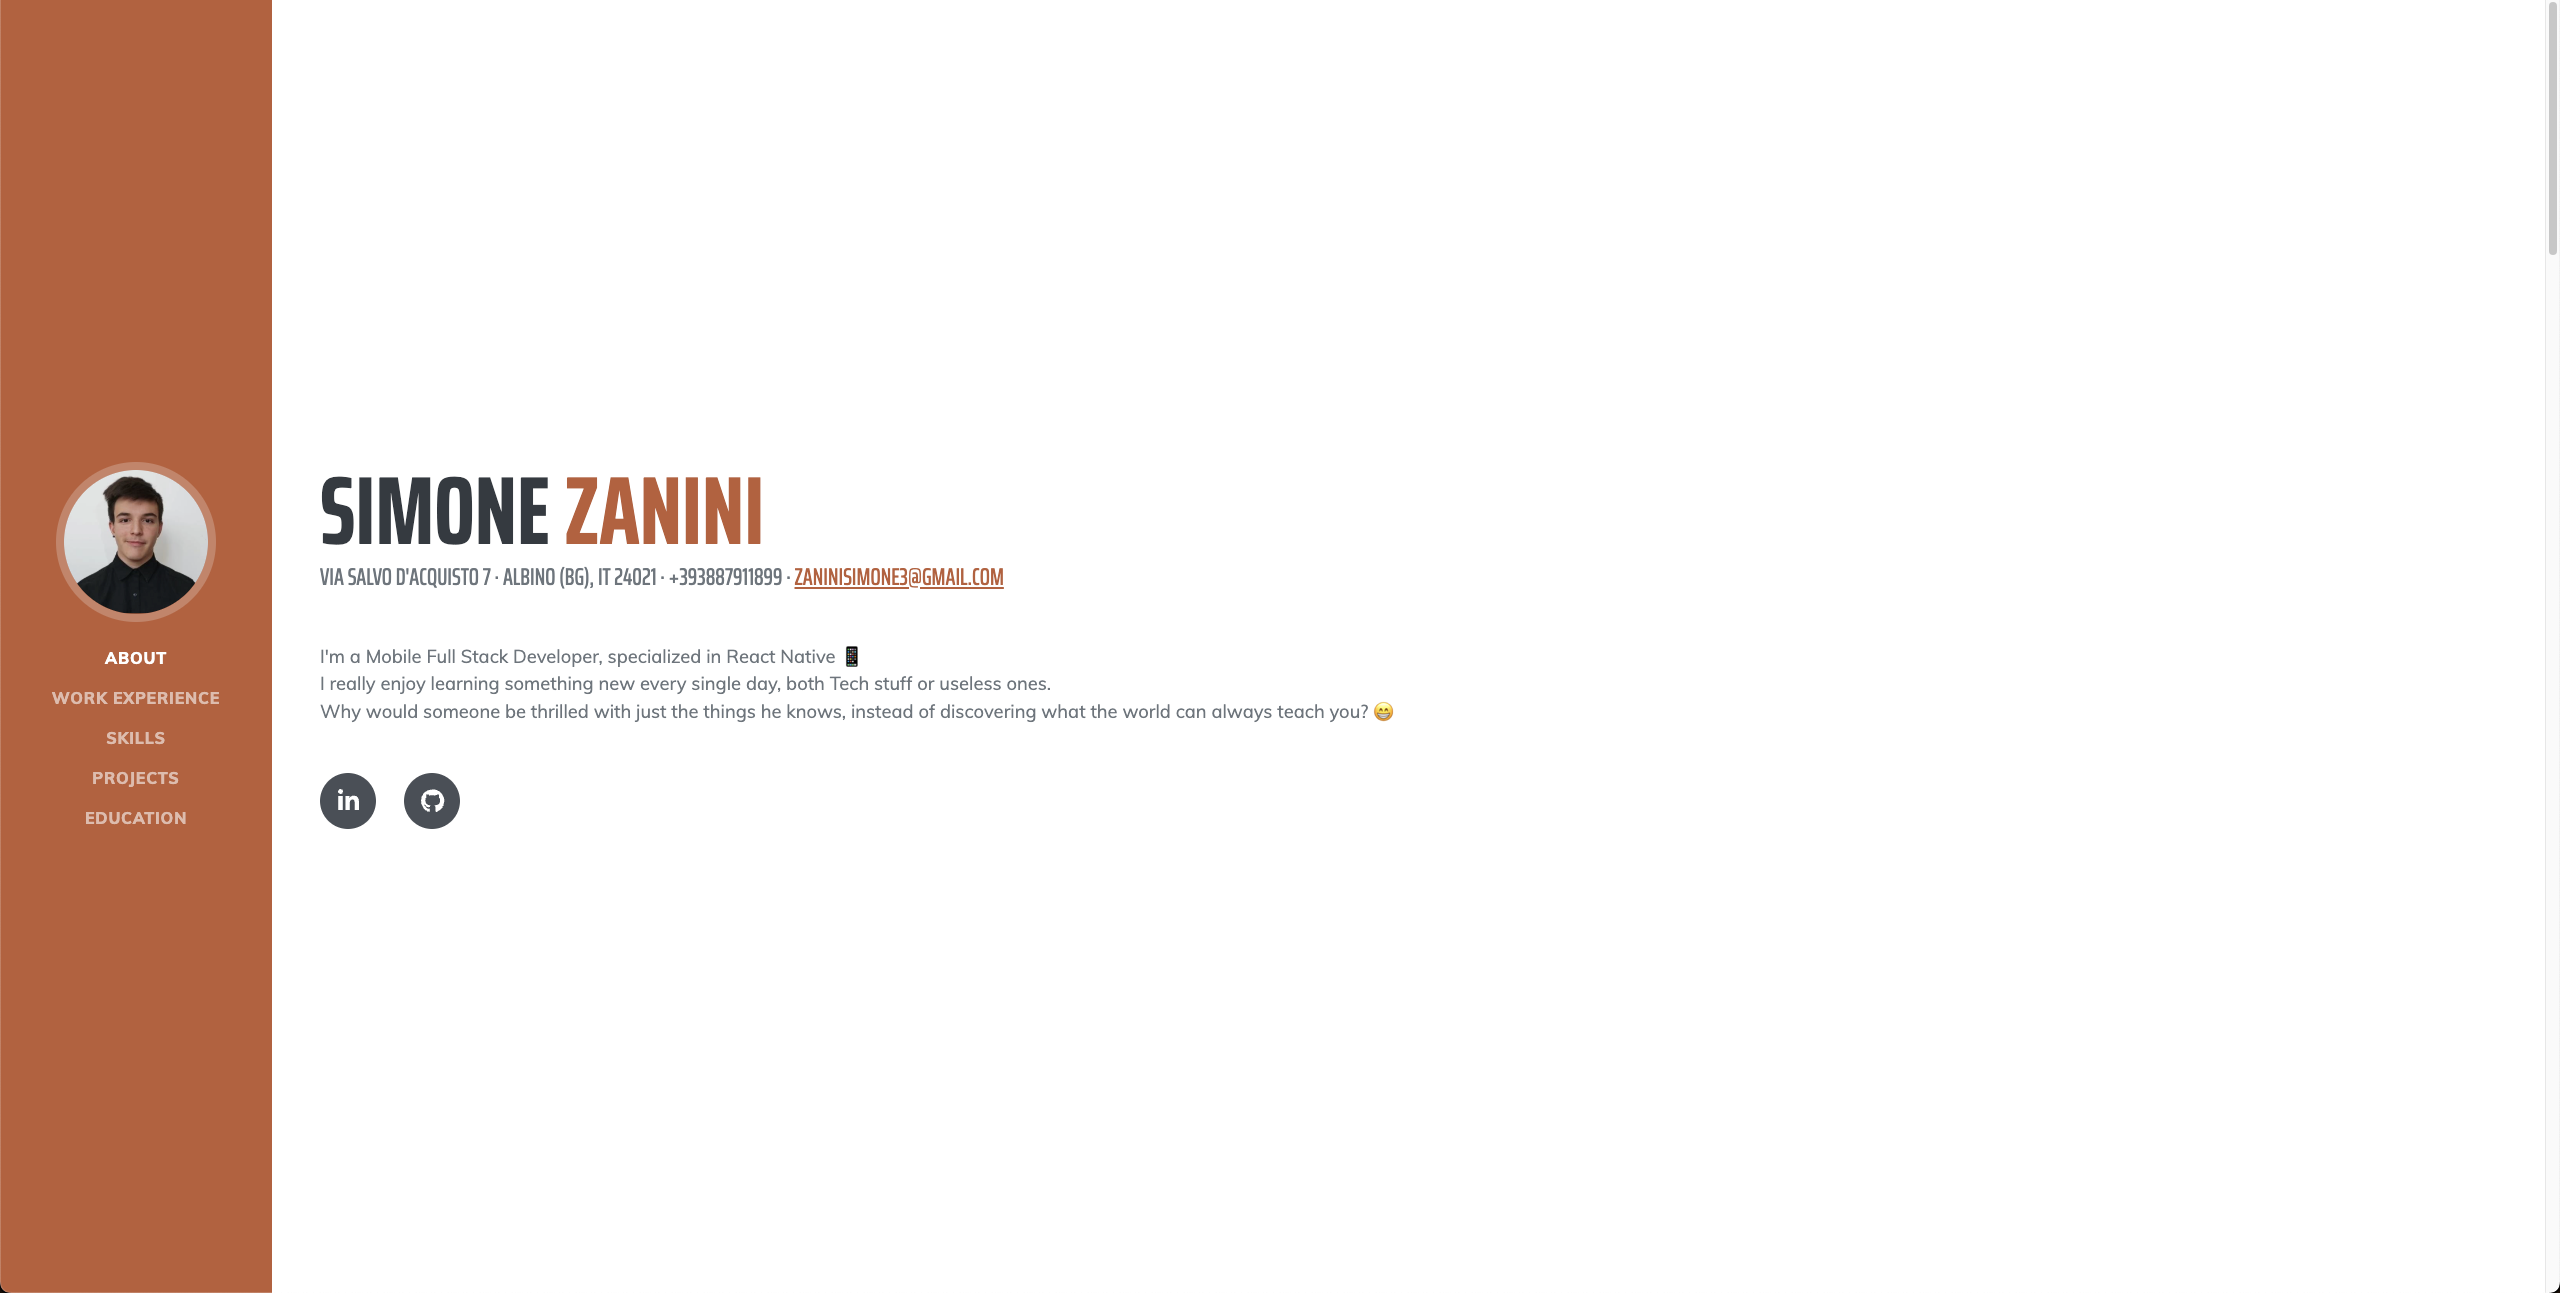 ABOUT
WORK EXPERIENCE
SKILLS
PROJECTS
EDUCATION
SIMONE ZANINI
VIA SALVO D'ACQUISTO 7 · ALBINO (BG), IT 24021 · +393887911899 · ZANINISIMONE3@GMAIL.COM
I'm a Mobile Full Stack Developer, specialized in React Native 📱
I really enjoy learning something new every single day, both Tech stuff or useless ones.
Why would someone be thrilled with just the things he knows, instead of discovering what the world can always teach you? 😁
in